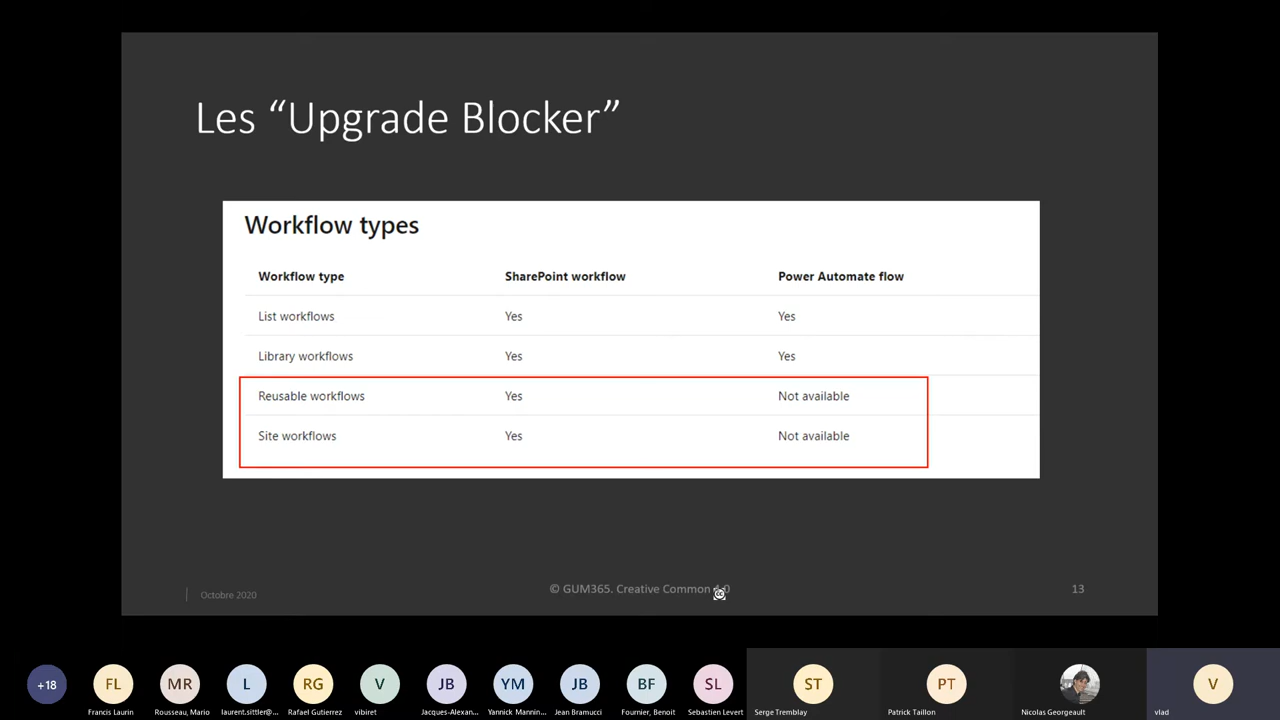 Les “Upgrade Blocker”
Workflow types
Workflow type SharePoint workflow Power Automate flow
List workflows Yes Yes
Library workflows Yes Yes
Reusable workflows Yes Not available
Site workflows Yes Not available
Octobre 2020
© GUM365. Creative Common 4.0
13
+18 FL MR L RG V JB YM JB BF SL ST PT V
Francis Laurin Rousseau, Mario laurent.sittler@... Rafael Gutierrez vibiret Jacques-Alexan... Yannick Mannin... Jean Bramucci Fournier, Benoit Sebastien Levert Serge Tremblay Patrick Taillon Nicolas Georgeault vlad